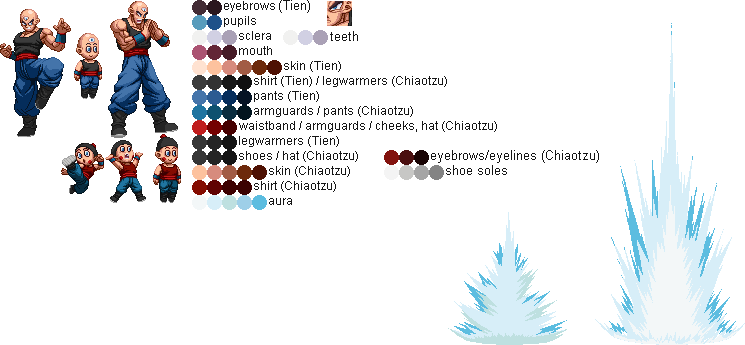 eyebrows (Tien)
pupils
sclera teeth
mouth
skin (Tien)
shirt (Tien) / legwarmers (Chiaotzu)
pants (Tien)
armguards / pants (Chiaotzu)
waistband / armguards / cheeks, hat (Chiaotzu)
legwarmers (Tien)
shoes / hat (Chiaotzu) eyebrows/eyelines (Chiaotzu)
skin (Chiaotzu) shoe soles
shirt (Chiaotzu)
aura